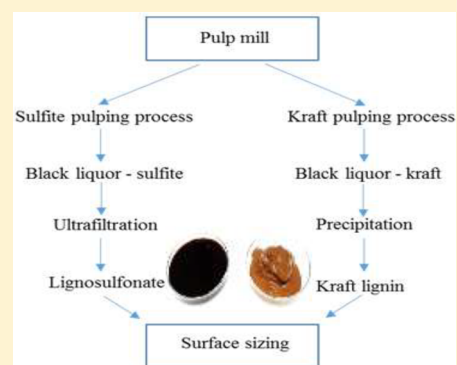 Pulp mill
Sulfite pulping process
Kraft pulping process
Black liquor - sulfite
Black liquor - kraft
Ultrafiltration
Precipitation
Lignosulfonate
Kraft lignin
Surface sizing